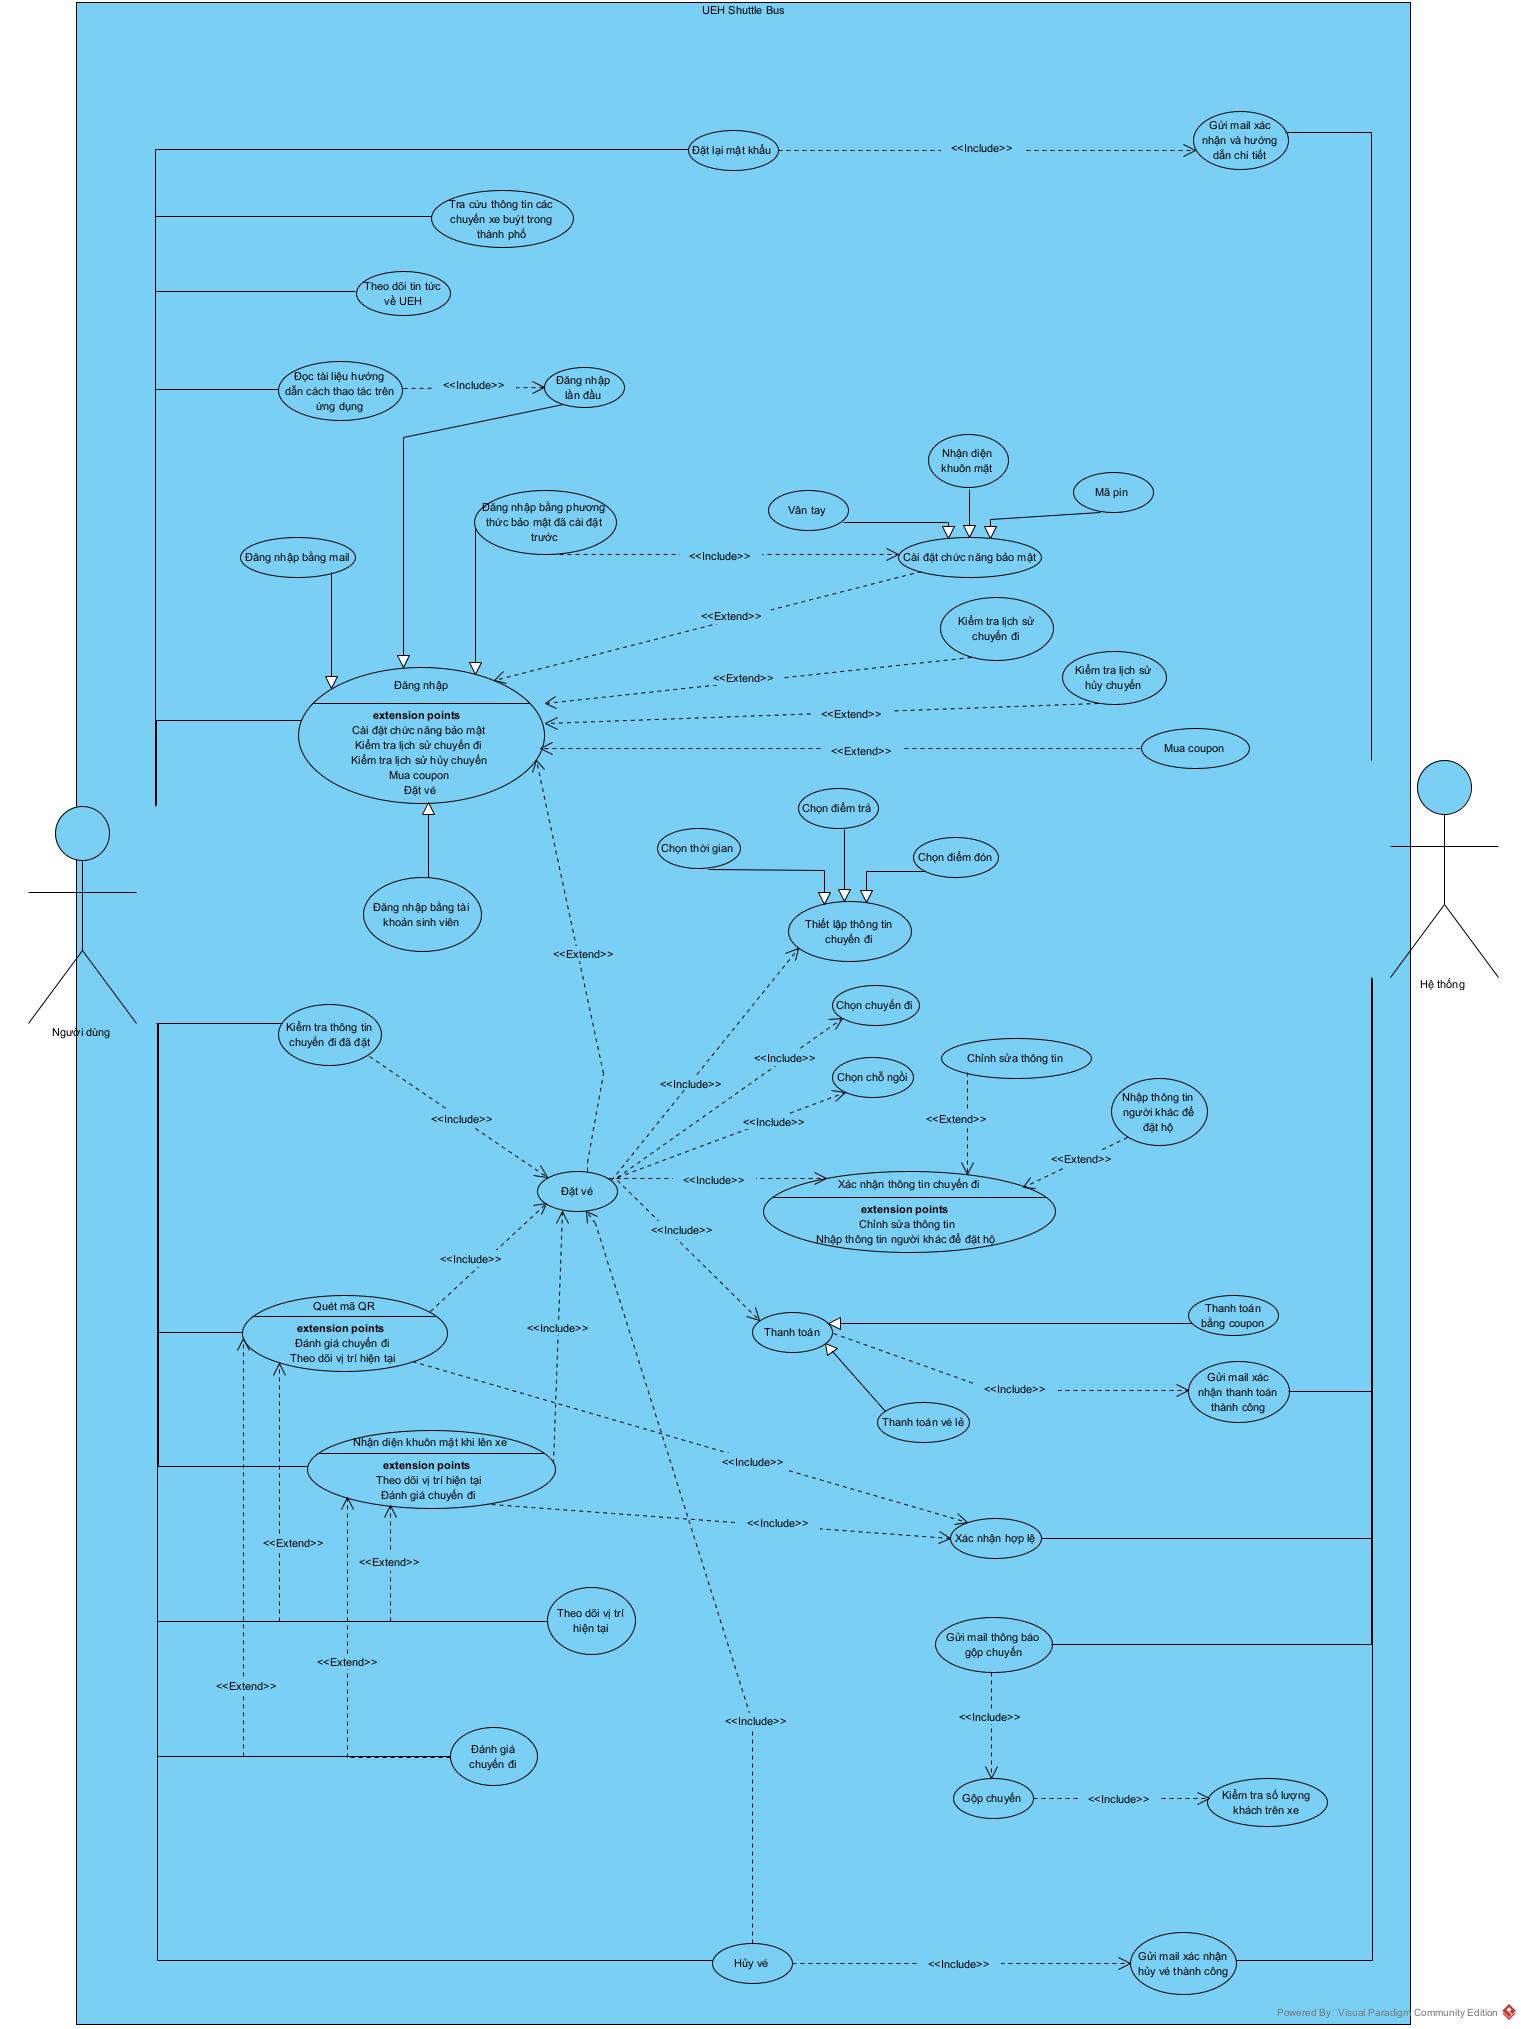 UEH Shuttle Bus
Gửi mail xác
nhận và hướng
dẫn chi tiết
Đặt lại mật khẩu
<<Include>>
Tra cứu thông tin các
chuyến xe buýt trong
thành phố
Theo dõi tin tức
về UEH
Đọc tài liệu hướng
dẫn cách thao tác trên
ứng dụng
<<Include>>
Đăng nhập
lần đầu
Nhận diện
khuôn mặt
Mã pin
Vân tay
Đăng nhập bằng phương
thức bảo mật đã cài đặt
trước
<<Include>>
Cài đặt chức năng bảo mật
Đăng nhập bằng mail
<<Extend>>
Kiểm tra lịch sử
chuyến đi
<<Extend>>
Kiểm tra lịch sử
hủy chuyến
<<Extend>>
Mua coupon
<<Extend>>
Đăng nhập
extension points
Cài đặt chức năng bảo mật
Kiểm tra lịch sử chuyến đi
Kiểm tra lịch sử hủy chuyến
Mua coupon
Đặt vé
Chọn điểm trả
Chọn thời gian
Chọn điểm đón
Đăng nhập bằng tài
khoản sinh viên
Thiết lập thông tin
chuyến đi
<<Extend>>
Hệ thống
Người dùng
Kiểm tra thông tin
chuyến đi đã đặt
Chọn chuyến đi
<<Include>>
Chỉnh sửa thông tin
<<Include>>
Chọn chỗ ngồi
Nhập thông tin
người khác để
đặt hộ
<<Include>>
<<Include>>
<<Extend>>
<<Extend>>
Đặt vé
<<Include>>
Xác nhận thông tin chuyến đi
extension points
Chỉnh sửa thông tin
Nhập thông tin người khác để đặt hộ
<<Include>>
<<Include>>
Quét mã QR
extension points
Đánh giá chuyến đi
Theo dõi vị trí hiện tại
<<Include>>
Thanh toán
Thanh toán
bằng coupon
<<Include>>
Gửi mail xác
nhận thanh toán
thành công
Thanh toán vé lẻ
Nhận diện khuôn mặt khi lên xe
extension points
Theo dõi vị trí hiện tại
Đánh giá chuyến đi
<<Include>>
<<Include>>
Xác nhận hợp lệ
<<Extend>>
<<Extend>>
Theo dõi vị trí
hiện tại
Gửi mail thông báo
gộp chuyến
<<Extend>>
<<Extend>>
<<Include>>
<<Include>>
Đánh giá
chuyến đi
Gộp chuyến
<<Include>>
Kiểm tra số lượng
khách trên xe
Hủy vé
<<Include>>
Gửi mail xác nhận
hủy vé thành công
Powered By Visual Paradigm Community Edition